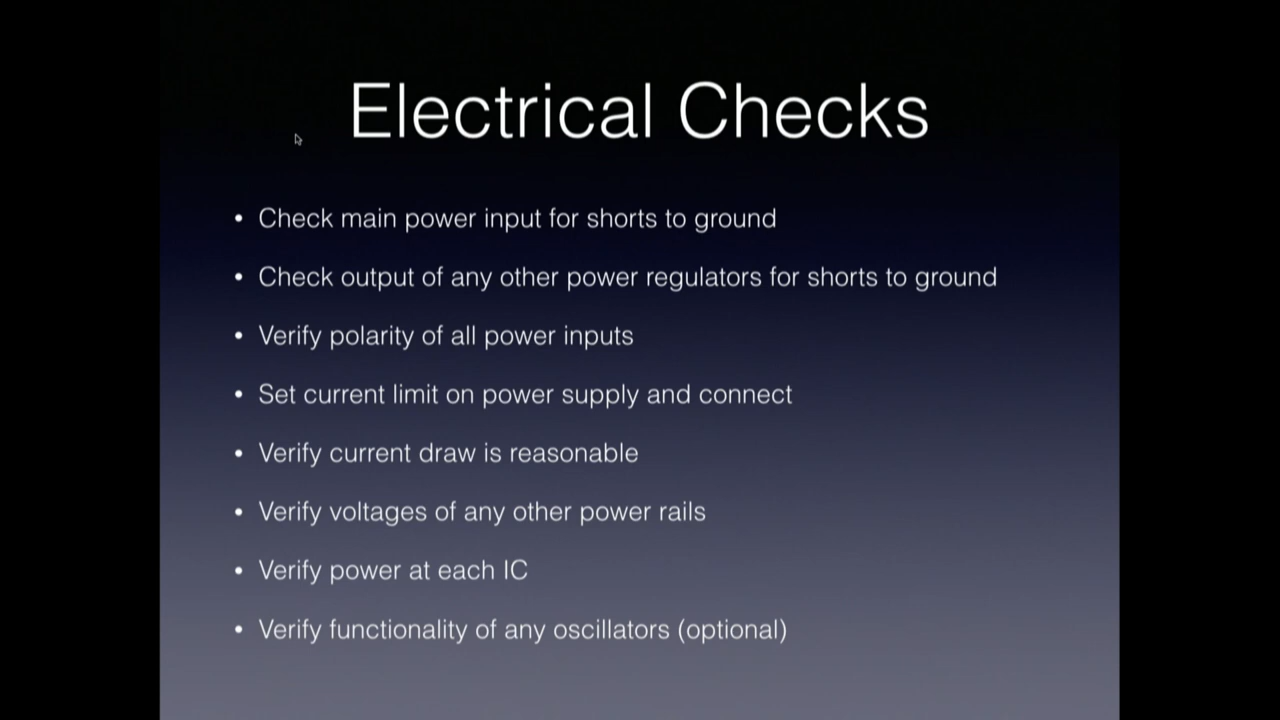 Electrical Checks
• Check main power input for shorts to ground
• Check output of any other power regulators for shorts to ground
• Verify polarity of all power inputs
• Set current limit on power supply and connect
• Verify current draw is reasonable
• Verify voltages of any other power rails
• Verify power at each IC
• Verify functionality of any oscillators (optional)